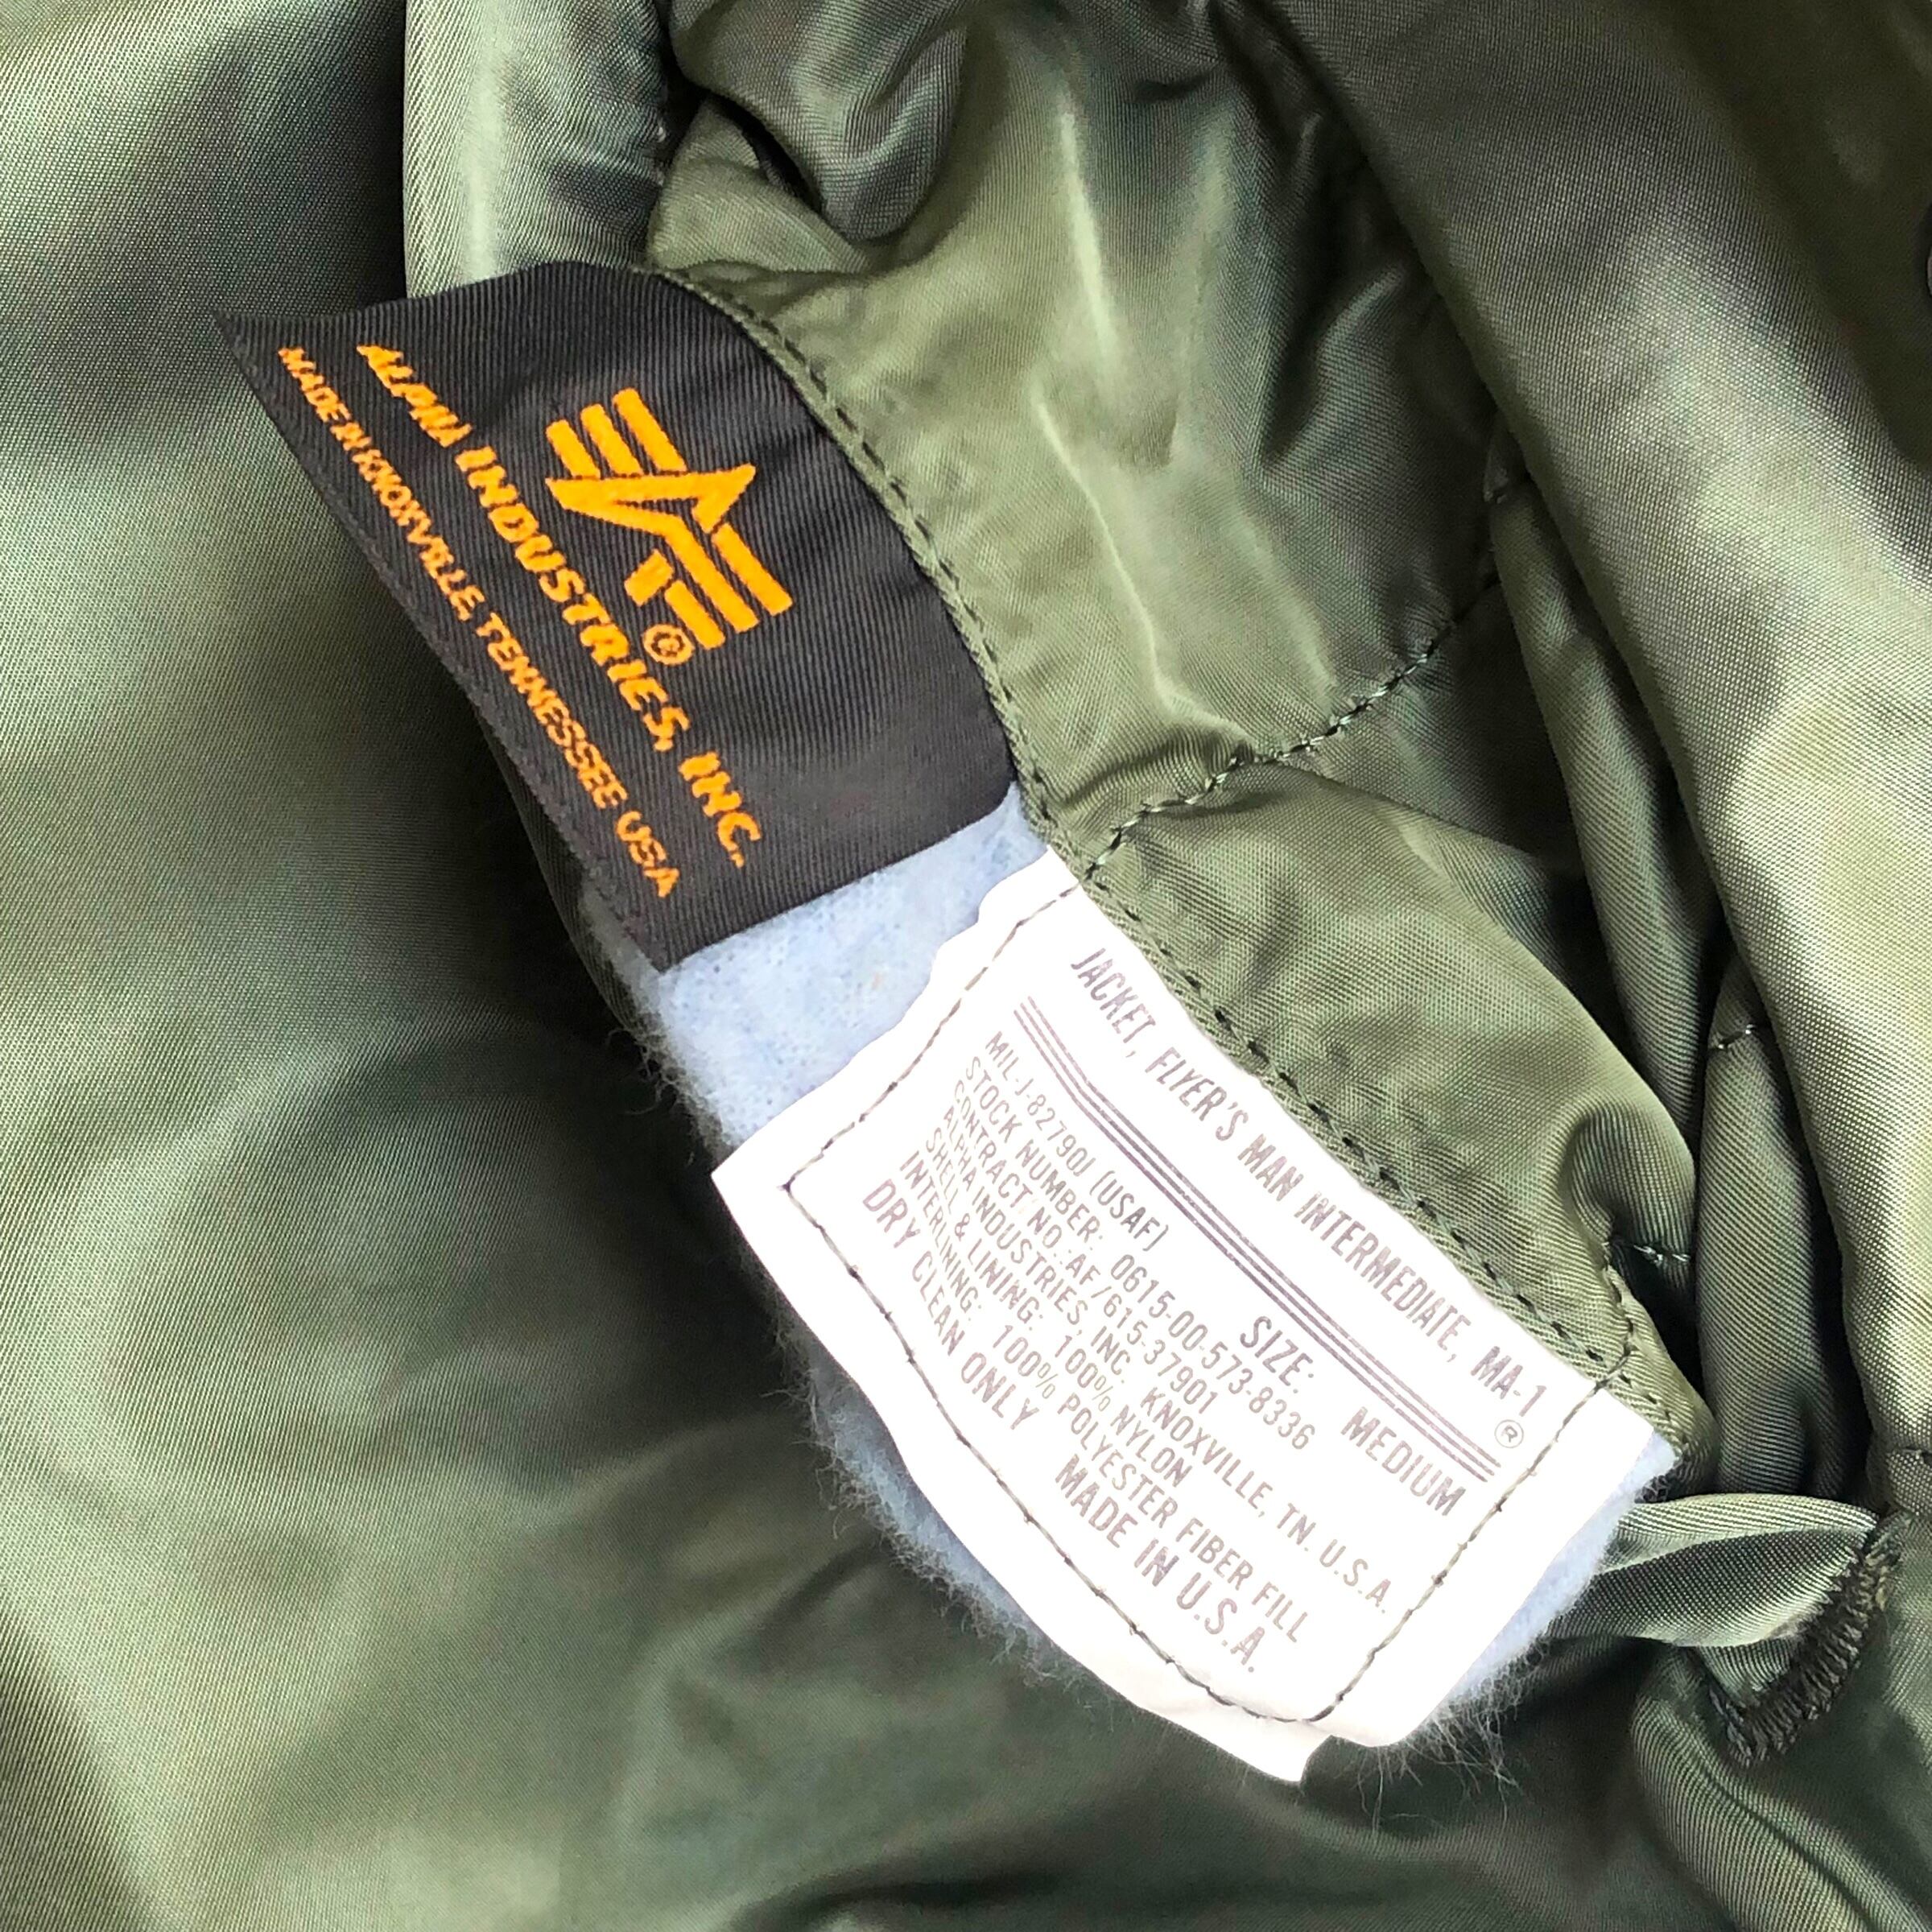 ©
ALPHA INDUSTRIES, INC.
MADE IN KNOXVILLE, TENNESSEE USA
JACKET, FLYER'S MAN INTERMEDIATE, MA-1 ®
SIZE: MEDIUM
MIL-J-82790J (USAF)
STOCK NUMBER: 0615-00-573-8336
CONTRACT NO.:AF/615-37901
ALPHA INDUSTRIES, INC. KNOXVILLE, TN. U.S.A.
SHELL & LINING: 100% NYLON
INTERLINING: 100% POLYESTER FIBER FILL
DRY CLEAN ONLY MADE IN U.S.A.